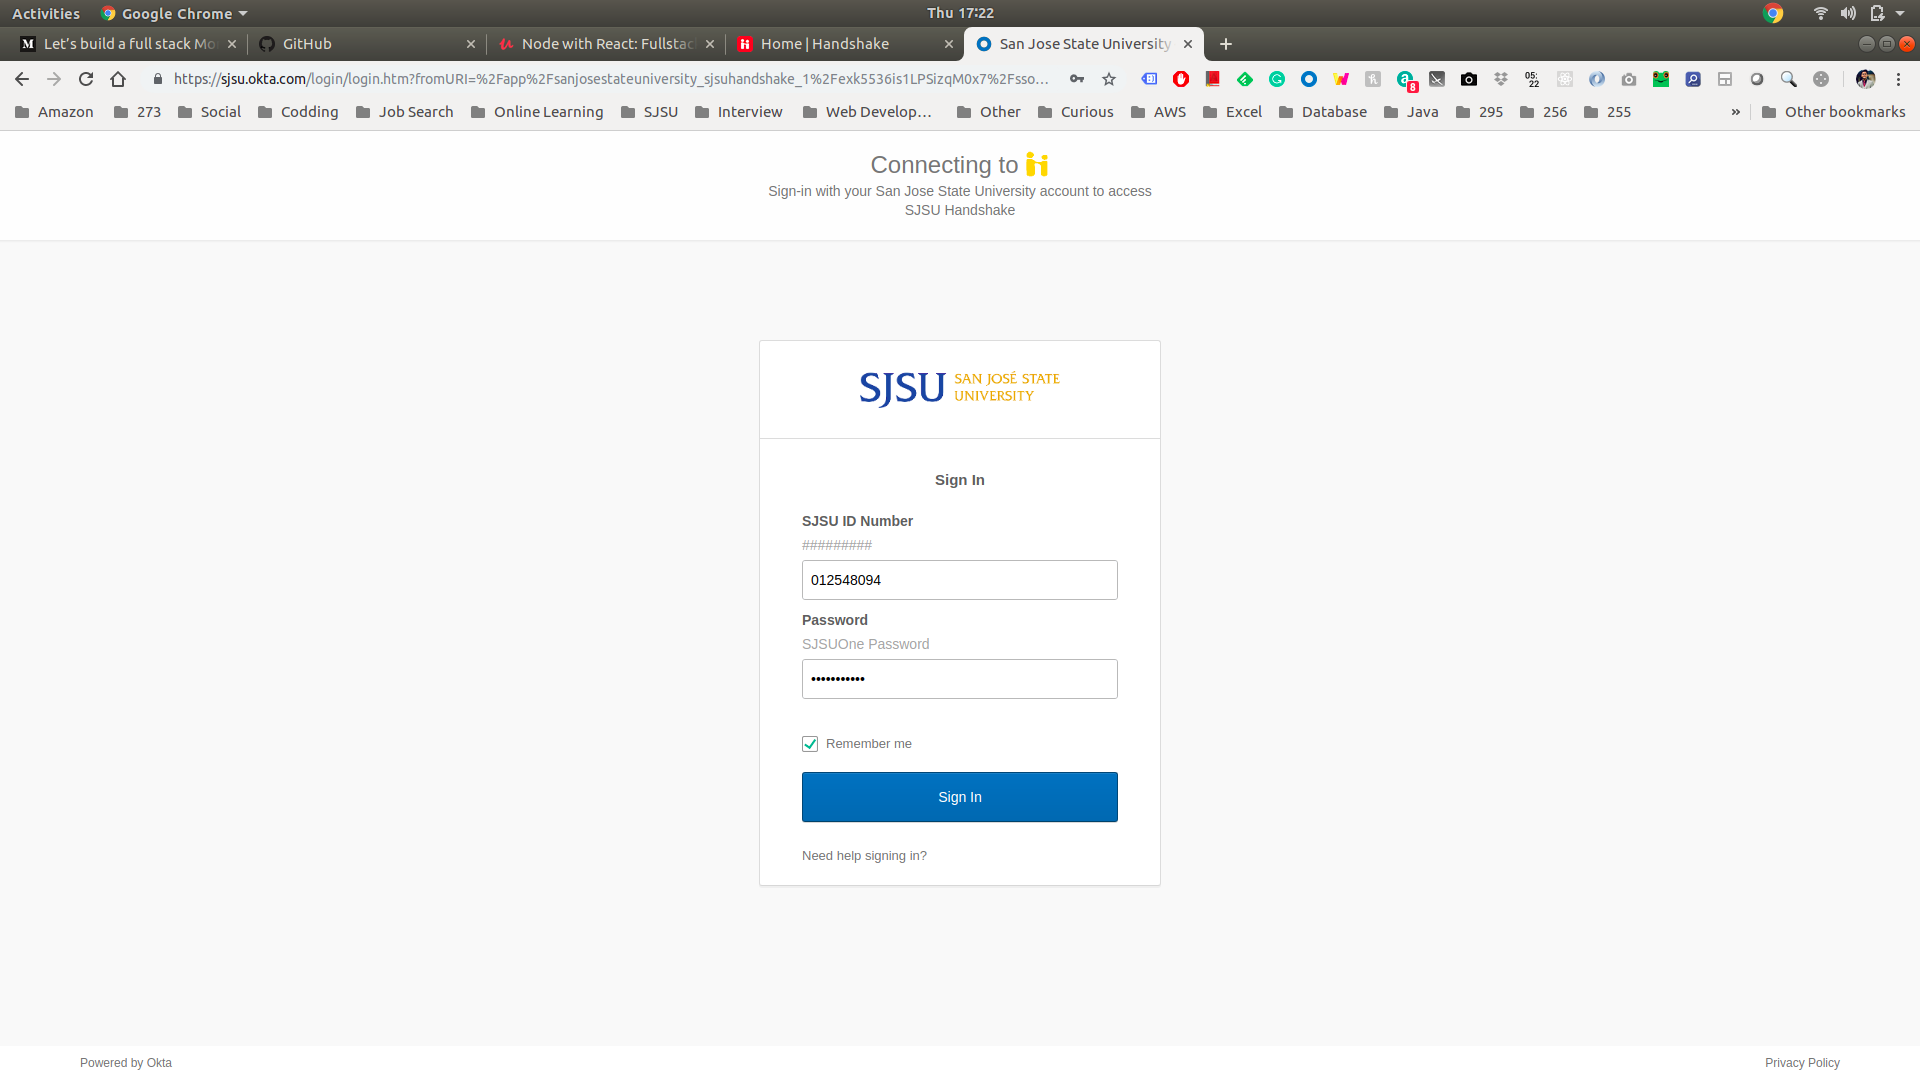 Activities Google Chrome Thu 17:22
Let's build a full stack Mo GitHub Node with React: Fullstac Home | Handshake San Jose State University
https://sjsu.okta.com/login/login.htm?fromURI=%2Fapp%2Fsanjosestateuniversity_sjsuhandshake_1%2Fexk5536is1LPSizqM0x7%2Fsso... 8 05: 22
Amazon 273 Social Codding Job Search Online Learning SJSU Interview Web Develop... Other Curious AWS Excel Database Java 295 256 255 » Other bookmarks
Connecting to
Sign-in with your San Jose State University account to access
SJSU Handshake
SJSU SAN JOSÉ STATE
UNIVERSITY
Sign In
SJSU ID Number
#########
012548094
Password
SJSUOne Password
•••••••••••
Remember me
Sign In
Need help signing in?
Powered by Okta Privacy Policy